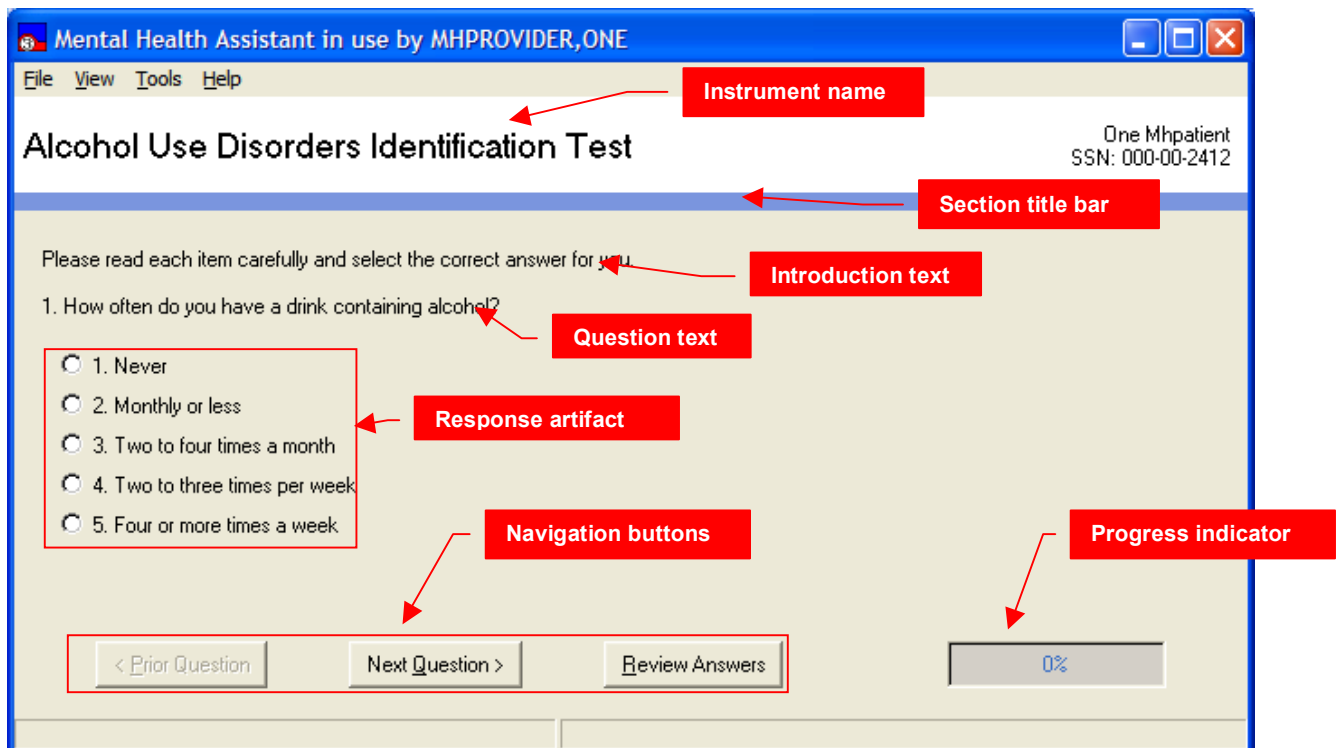 Mental Health Assistant in use by MHPROVIDER,ONE
File View Tools Help
Instrument name
Alcohol Use Disorders Identification Test
One Mhpatient
SSN: 000-00-2412
Section title bar
Please read each item carefully and select the correct answer for you.
Introduction text
1. How often do you have a drink containing alcohol?
Question text
1. Never
2. Monthly or less
Response artifact
3. Two to four times a month
4. Two to three times per week
5. Four or more times a week
Navigation buttons
Progress indicator
< Prior Question
Next Question >
Review Answers
0%